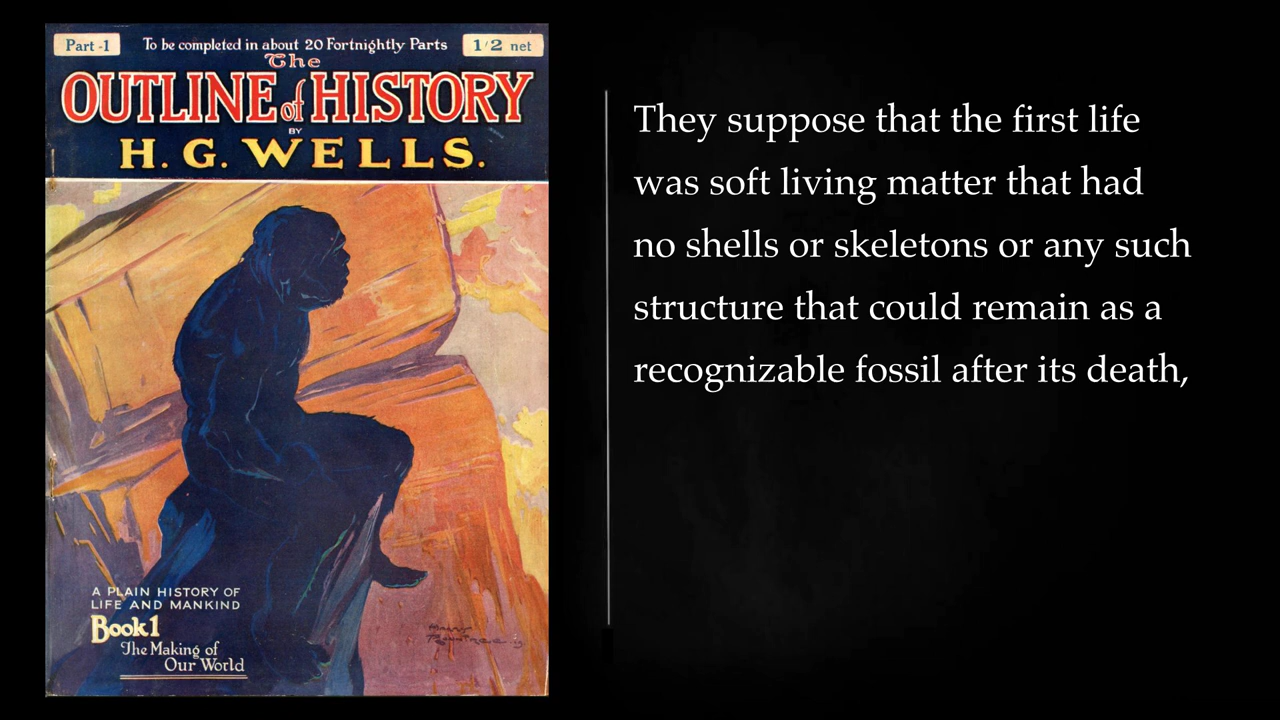 Part -1
To be completed in about 20 Fortnightly Parts
1/2 net
The
OUTLINE of HISTORY
BY
H. G. WELLS.
A PLAIN HISTORY OF
LIFE AND MANKIND
Book 1
The Making of
Our World
They suppose that the first life
was soft living matter that had
no shells or skeletons or any such
structure that could remain as a
recognizable fossil after its death,